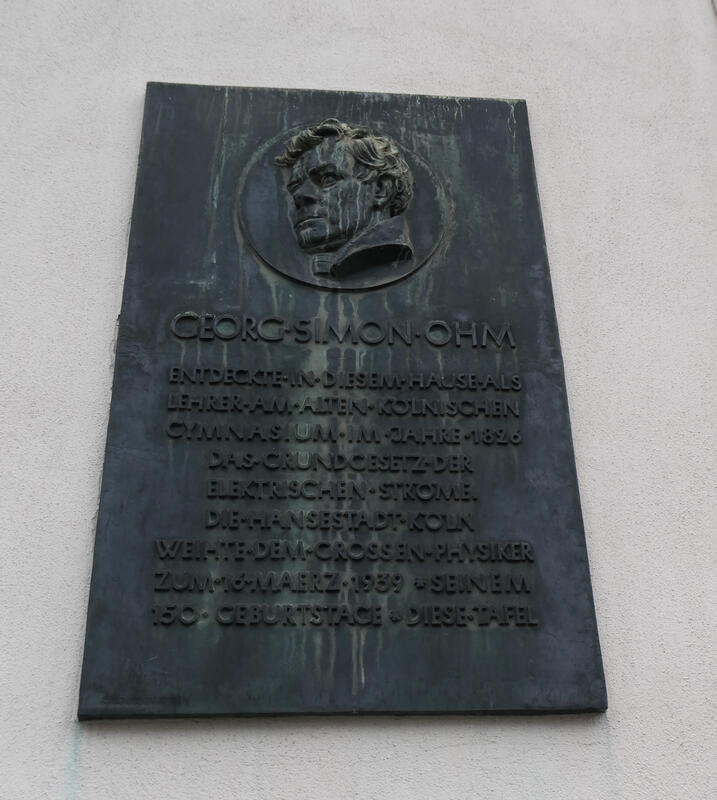 GEORG·SIMON·OHM
ENTDECKTE·IN·DIESEM·HAUSE·ALS
LEHRER·AM·ALTEN·KÖLNISCHEN
GYMNASIUM·IM·JAHRE·1826
DAS·GRUNDGESETZ·DER
ELEKTRISCHEN·STRÖME.
DIE·HANSESTADT·KÖLN
WEIHTE·DEM·GROSSEN·PHYSIKER
ZUM·16·MAERZ·1939 * SEINEM
150· GEBURTSTAGE * DIESE·TAFEL